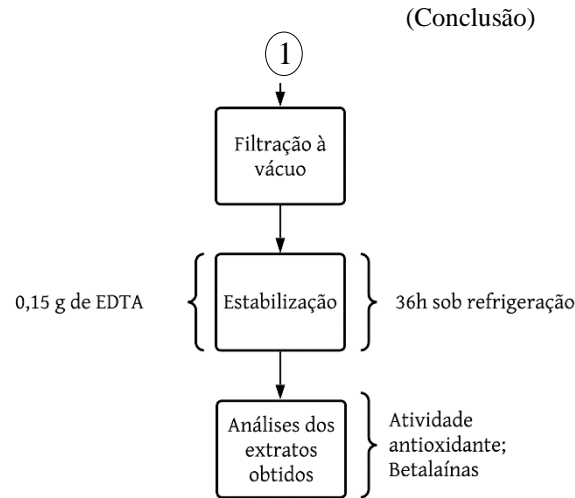 (Conclusão)
1
Filtração à
vácuo
0,15 g de EDTA
Estabilização
36h sob refrigeração
Análises dos
extratos
obtidos
Atividade
antioxidante;
Betalaínas